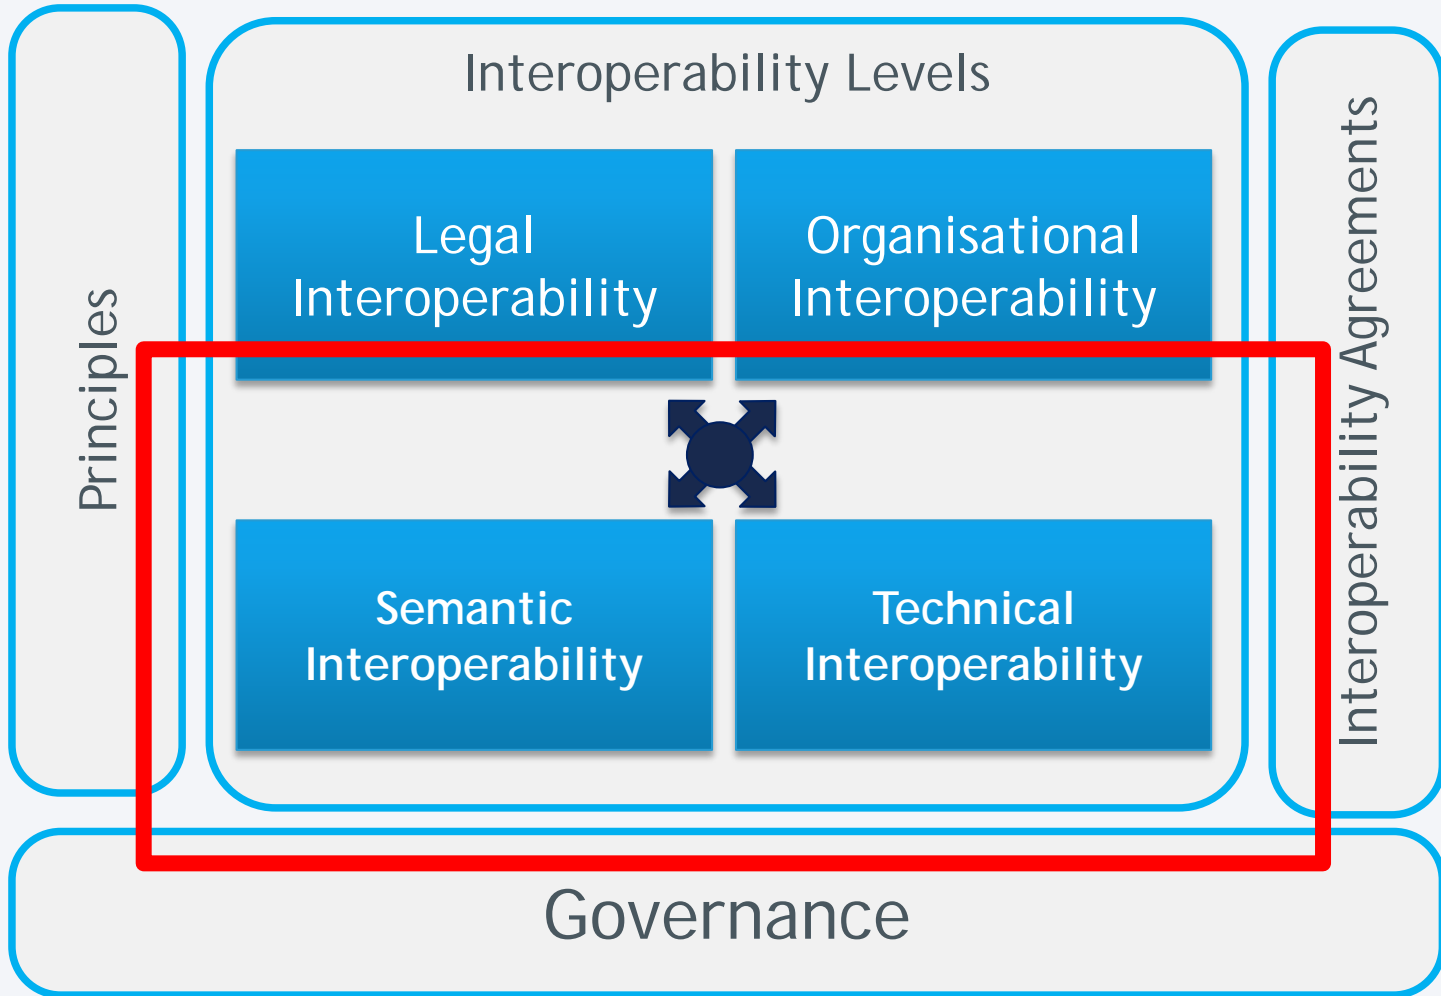 Interoperability Levels
Legal
Interoperability
Organisational
Interoperability
Principles
Interoperability Agreements
Semantic
Interoperability
Technical
Interoperability
Governance